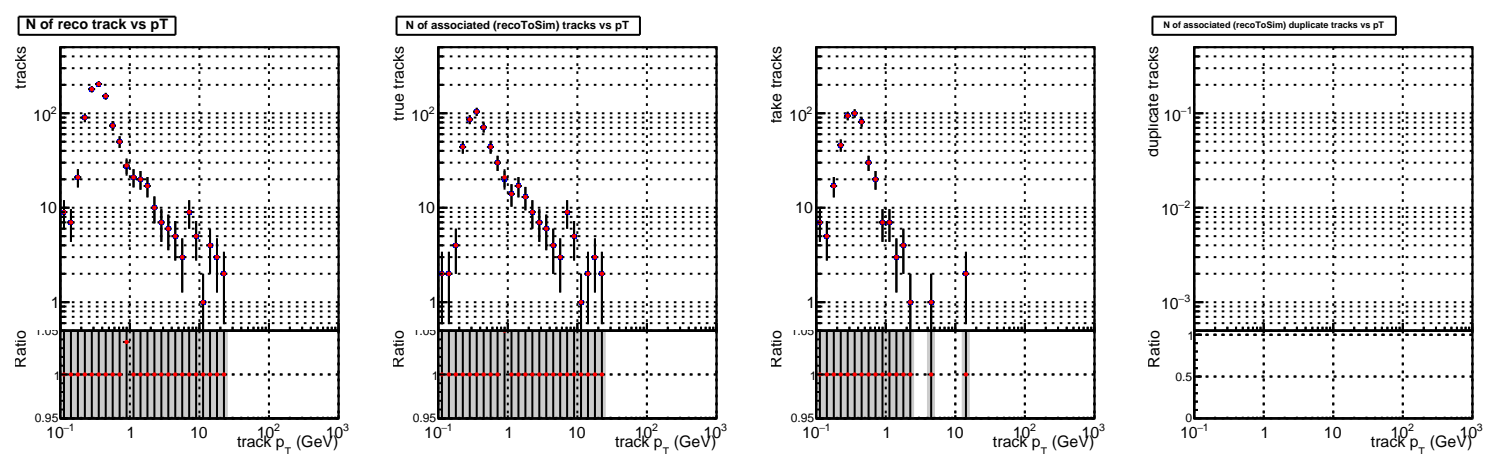 N of reco track vs pT
tracks
10²
10
1
Ratio
1.05
1
0.95
10⁻¹ 1 10 10² 10³
track p_T (GeV)
N of associated (recoToSim) tracks vs pT
true tracks
10²
10
1
Ratio
1.05
1
0.95
10⁻¹ 1 10 10² 10³
track p_T (GeV)
fake tracks
10²
10
1
Ratio
1.05
1
0.95
10⁻¹ 1 10 10² 10³
track p_T (GeV)
N of associated (recoToSim) duplicate tracks vs pT
duplicate tracks
10⁻¹
10⁻²
10⁻³
Ratio
1
0.5
0
10⁻¹ 1 10 10² 10³
track p_T (GeV)